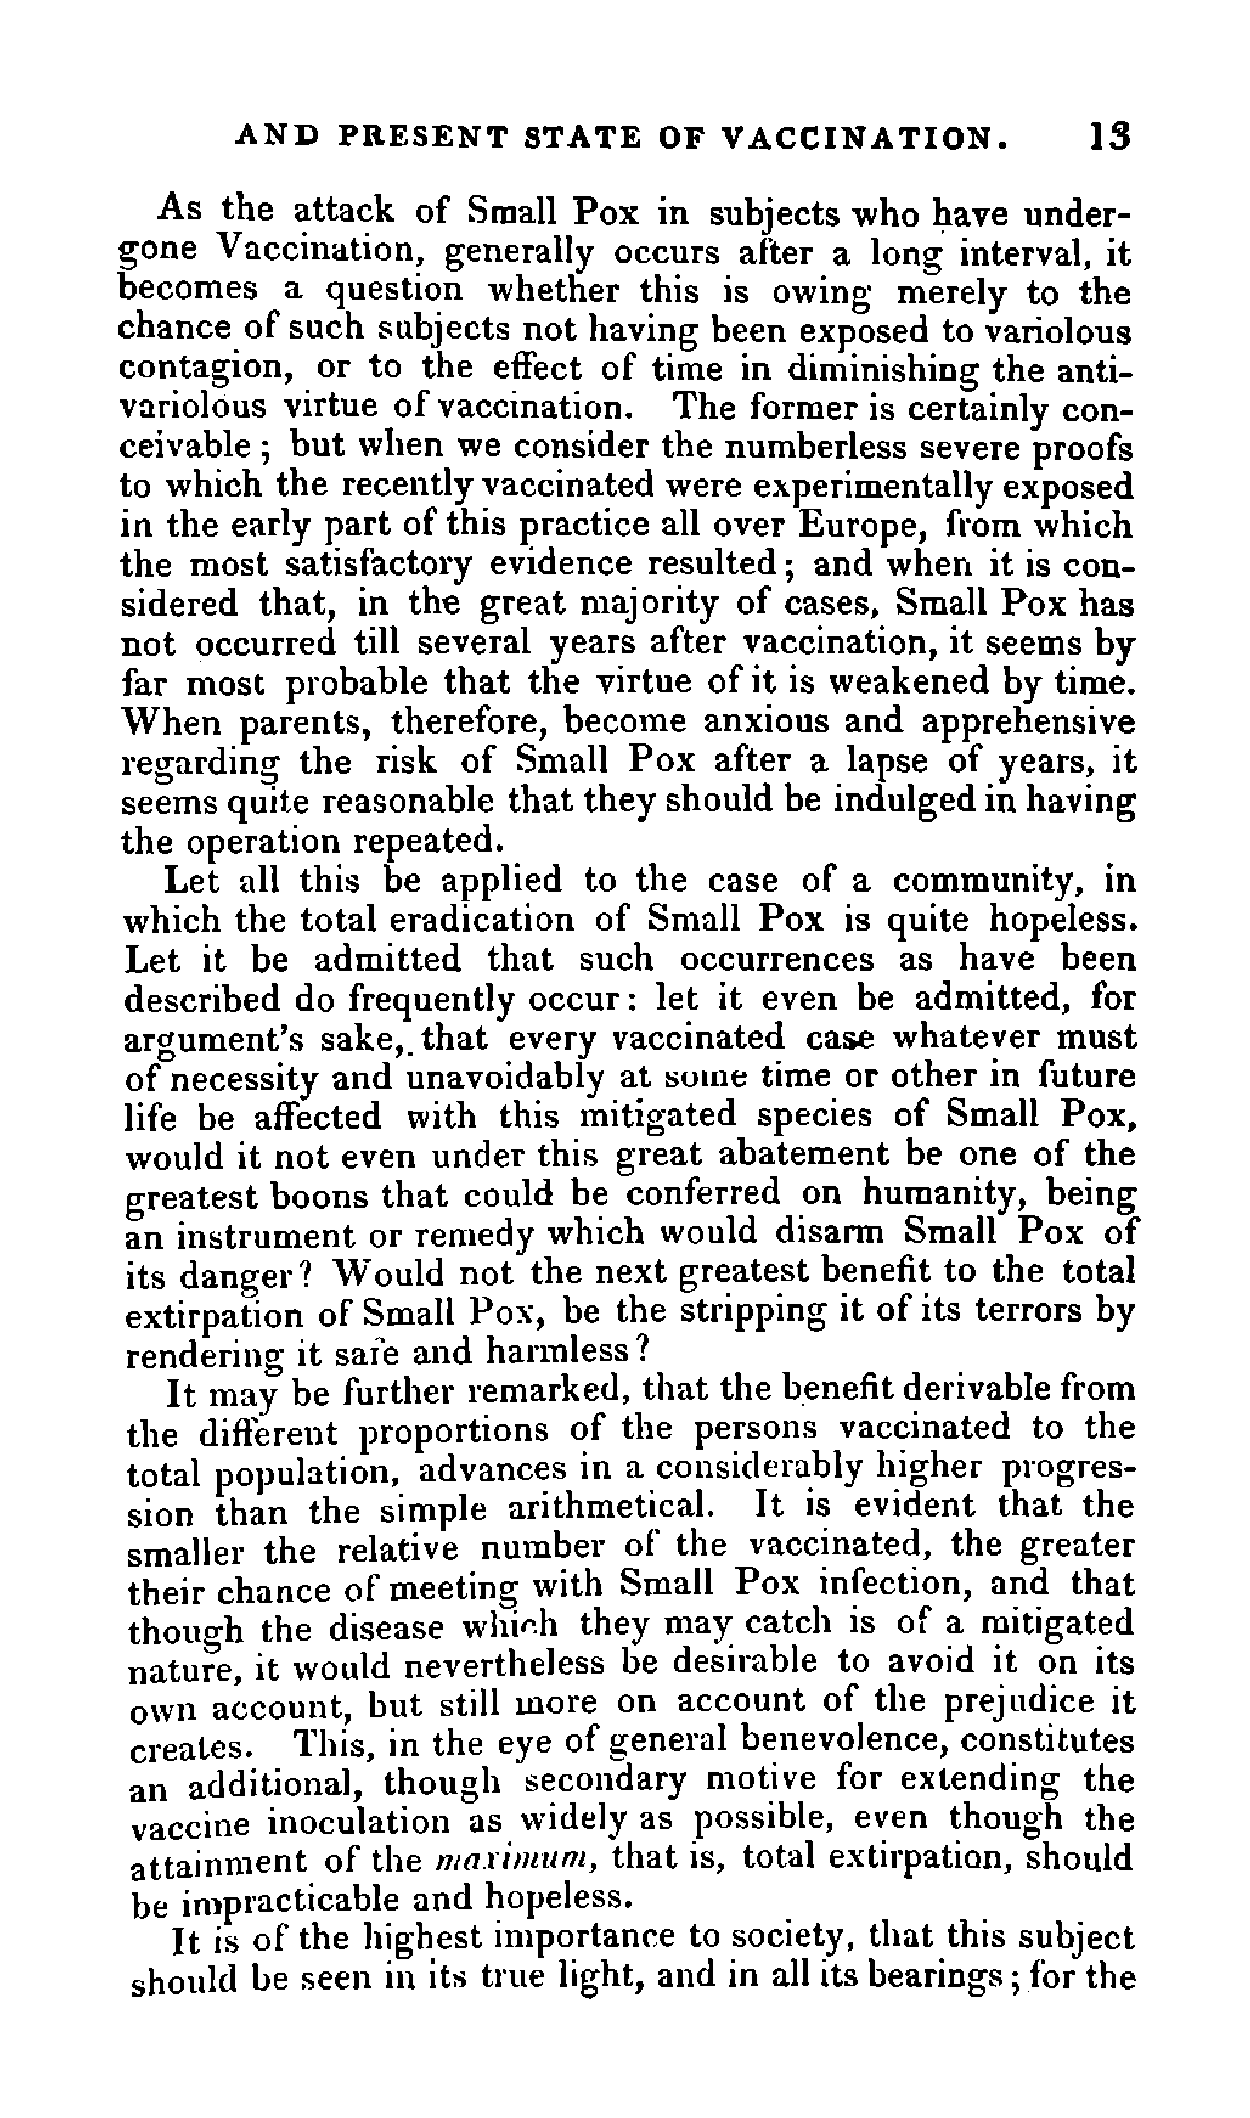 AND PRESENT STATE OF VACCINATION. 13
As the attack of Small Pox in subjects who have under-
gone Vaccination, generally occurs after a long interval, it
becomes a question whether this is owing merely to the
chance of such subjects not having been exposed to variolous
contagion, or to the effect of time in diminishing the anti-
variolous virtue of vaccination. The former is certainly con-
ceivable; but when we consider the numberless severe proofs
to which the recently vaccinated were experimentally exposed
in the early part of this practice all over Europe, from which
the most satisfactory evidence resulted; and when it is con-
sidered that, in the great majority of cases, Small Pox has
not occurred till several years after vaccination, it seems by
far most probable that the virtue of it is weakened by time.
When parents, therefore, become anxious and apprehensive
regarding the risk of Small Pox after a lapse of years, it
seems quite reasonable that they should be indulged in having
the operation repeated.
Let all this be applied to the case of a community, in
which the total eradication of Small Pox is quite hopeless.
Let it be admitted that such occurrences as have been
described do frequently occur: let it even be admitted, for
argument's sake, that every vaccinated case whatever must
of necessity and unavoidably at some time or other in future
life be affected with this mitigated species of Small Pox,
would it not even under this great abatement be one of the
greatest boons that could be conferred on humanity, being
an instrument or remedy which would disarm Small Pox of
its danger? Would not the next greatest benefit to the total
extirpation of Small Pox, be the stripping it of its terrors by
rendering it safe and harmless?
It may be further remarked, that the benefit derivable from
the different proportions of the persons vaccinated to the
total population, advances in a considerably higher progres-
sion than the simple arithmetical. It is evident that the
smaller the relative number of the vaccinated, the greater
their chance of meeting with Small Pox infection, and that
though the disease which they may catch is of a mitigated
nature, it would nevertheless be desirable to avoid it on its
own account, but still more on account of the prejudice it
creates. This, in the eye of general benevolence, constitutes
an additional, though secondary motive for extending the
vaccine inoculation as widely as possible, even though the
attainment of the maximum, that is, total extirpation, should
be impracticable and hopeless.
It is of the highest importance to society, that this subject
should be seen in its true light, and in all its bearings; for the